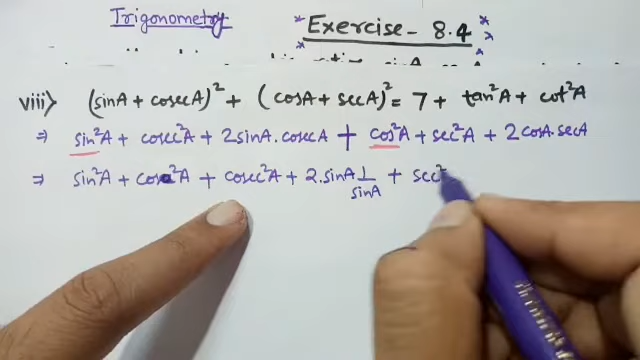 Trigonometry
Exercise - 8.4
viii) (sinA + cosecA)² + (cosA + secA)² = 7 + tan²A + cot²A
⇒ sin²A + cosec²A + 2sinA.cosecA + cos²A + sec²A + 2cosA.secA
⇒ sin²A + cos²A + cosec²A + 2.sinA 1/sinA + sec²